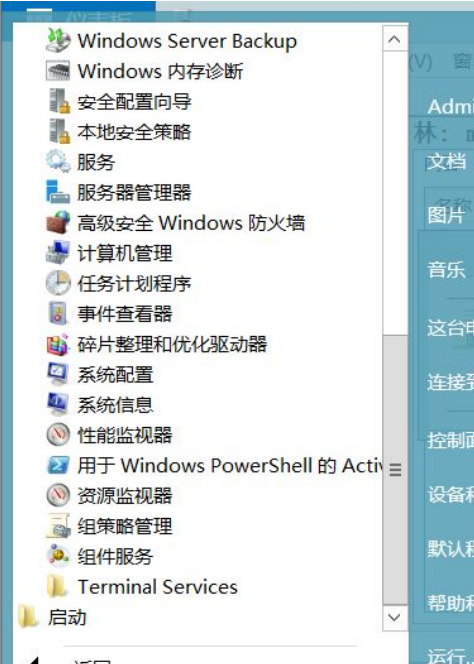 Windows Server Backup
Windows 内存诊断
安全配置向导
本地安全策略
服务
服务器管理器
高级安全 Windows 防火墙
计算机管理
任务计划程序
事件查看器
碎片整理和优化驱动器
系统配置
系统信息
性能监视器
用于 Windows PowerShell 的 Activ
资源监视器
组策略管理
组件服务
Terminal Services
启动
返回
(V) 窗
Admi
林:
文档
图片
音乐
这台电
连接到
控制面
设备和
默认程
帮助和
运行